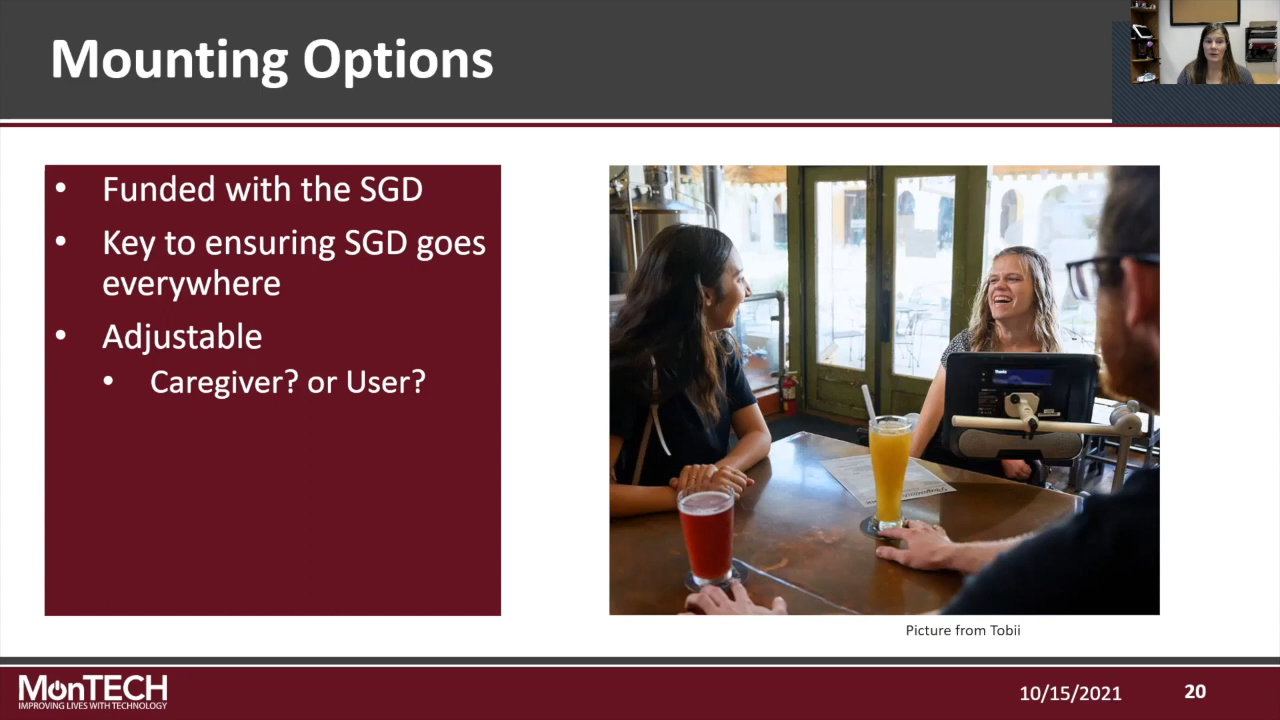 Mounting Options
• Funded with the SGD
• Key to ensuring SGD goes
everywhere
• Adjustable
• Caregiver? or User?
Picture from Tobii
MonTECH
IMPROVING LIVES WITH TECHNOLOGY
10/15/2021
20